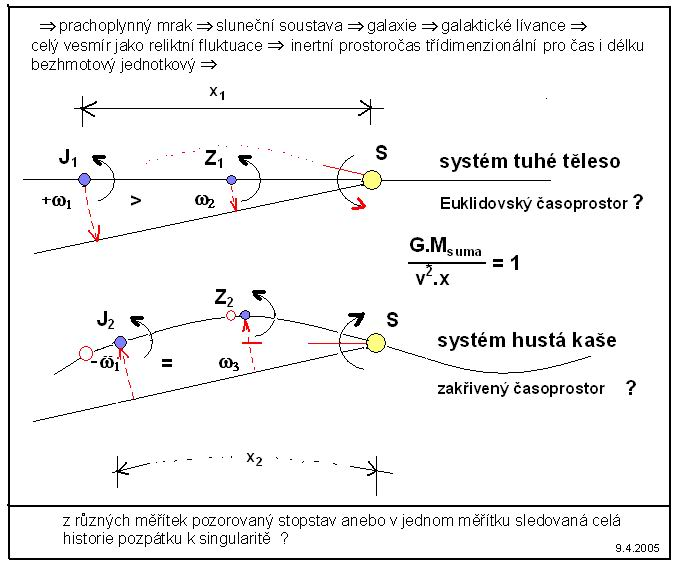 ⇒ prachoplynný mrak ⇒ sluneční soustava ⇒ galaxie ⇒ galaktické lívance ⇒
celý vesmír jako reliktní fluktuace ⇒ inertní prostoročas třídimenzionální pro čas i délku
bezhmotový jednotkový ⇒
x1
J1 Z1 S
systém tuhé těleso
+ω1 > ω2
Euklidovský časoprostor ?
G.Msuma
v².x
= 1
J2 Z2 S
systém hustá kaše
-ω1 = ω3
zakřivený časoprostor ?
x2
z různých měřítek pozorovaný stopstav anebo v jednom měřítku sledovaná celá
historie pozpátku k singularitě ?
9.4.2005